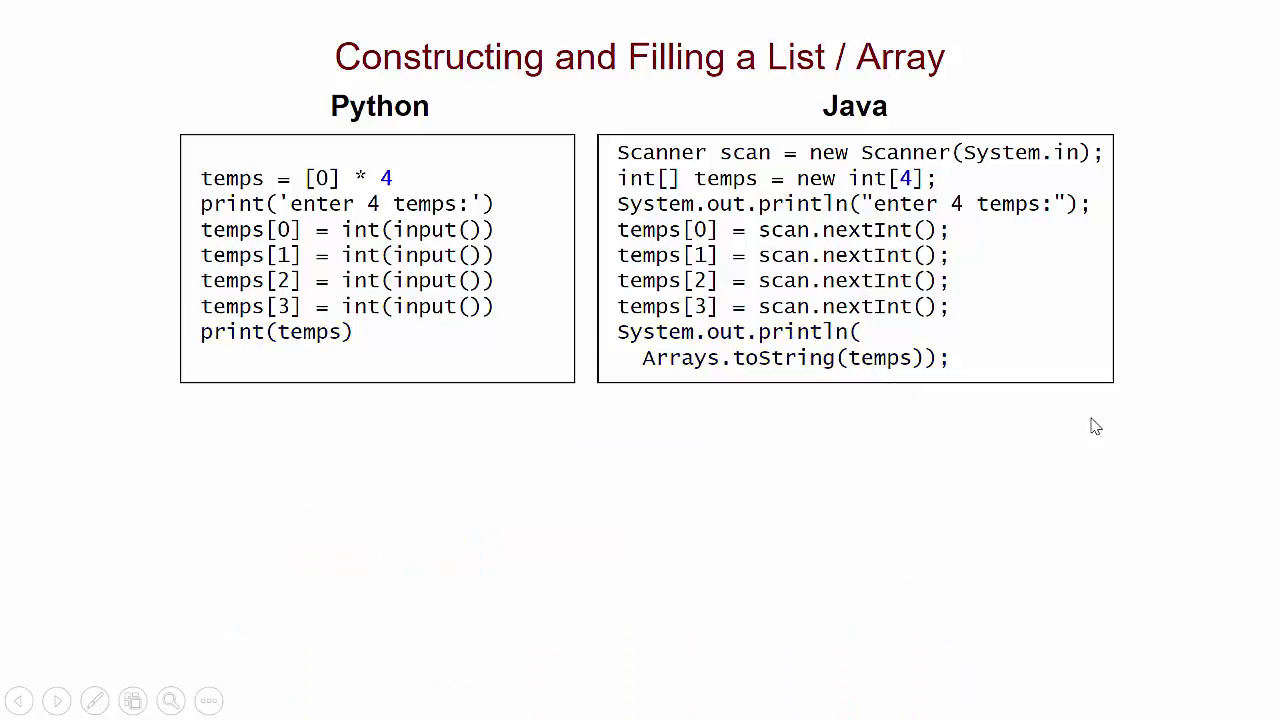 Constructing and Filling a List / Array
Python
temps = [0] * 4
print('enter 4 temps:')
temps[0] = int(input())
temps[1] = int(input())
temps[2] = int(input())
temps[3] = int(input())
print(temps)
Java
Scanner scan = new Scanner(System.in);
int[] temps = new int[4];
System.out.println("enter 4 temps:");
temps[0] = scan.nextInt();
temps[1] = scan.nextInt();
temps[2] = scan.nextInt();
temps[3] = scan.nextInt();
System.out.println(
  Arrays.toString(temps));